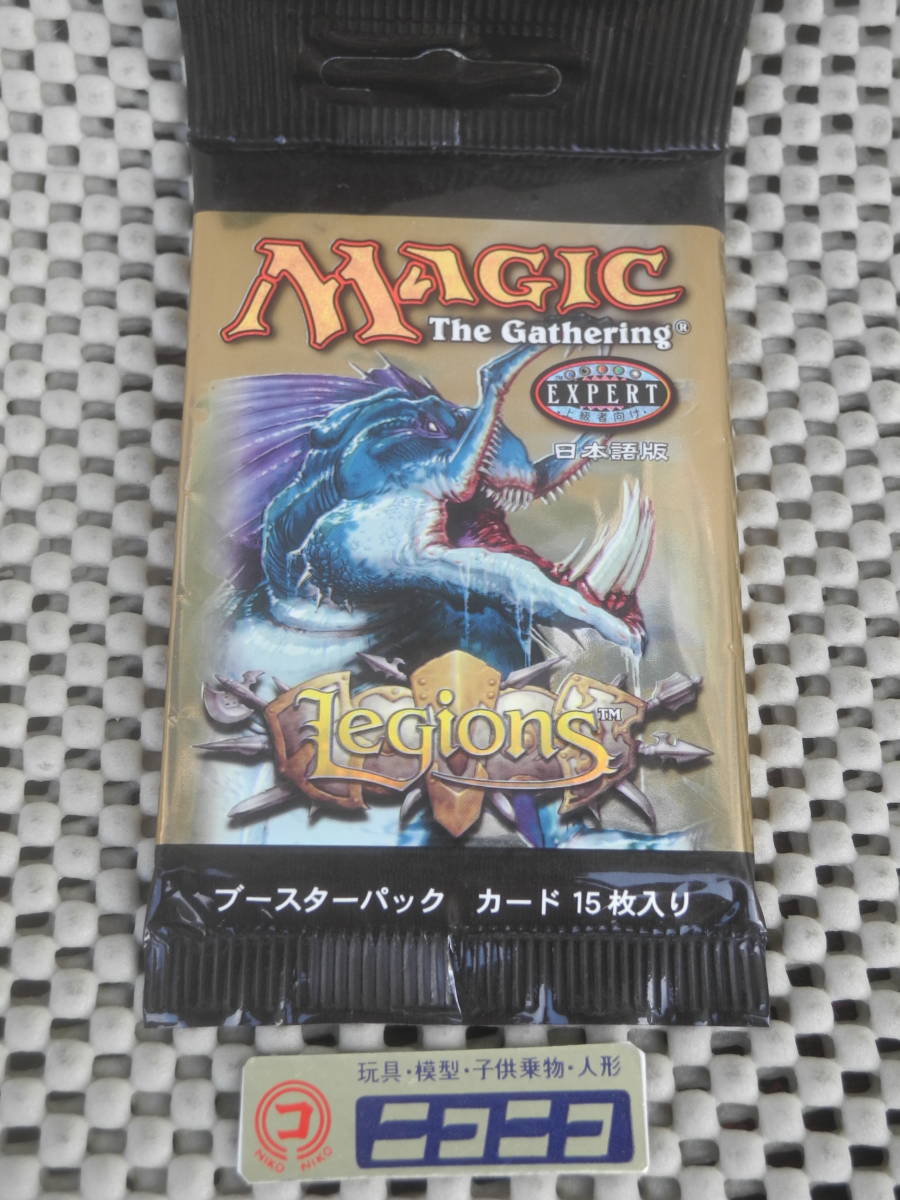 MAGIC
The Gathering®
EXPERT
上級者向け
日本語版
Legions™
ブースターパック カード 15枚入り
玩具・模型・子供乗物・人形
コ ニコニコ
NIKO NIKO